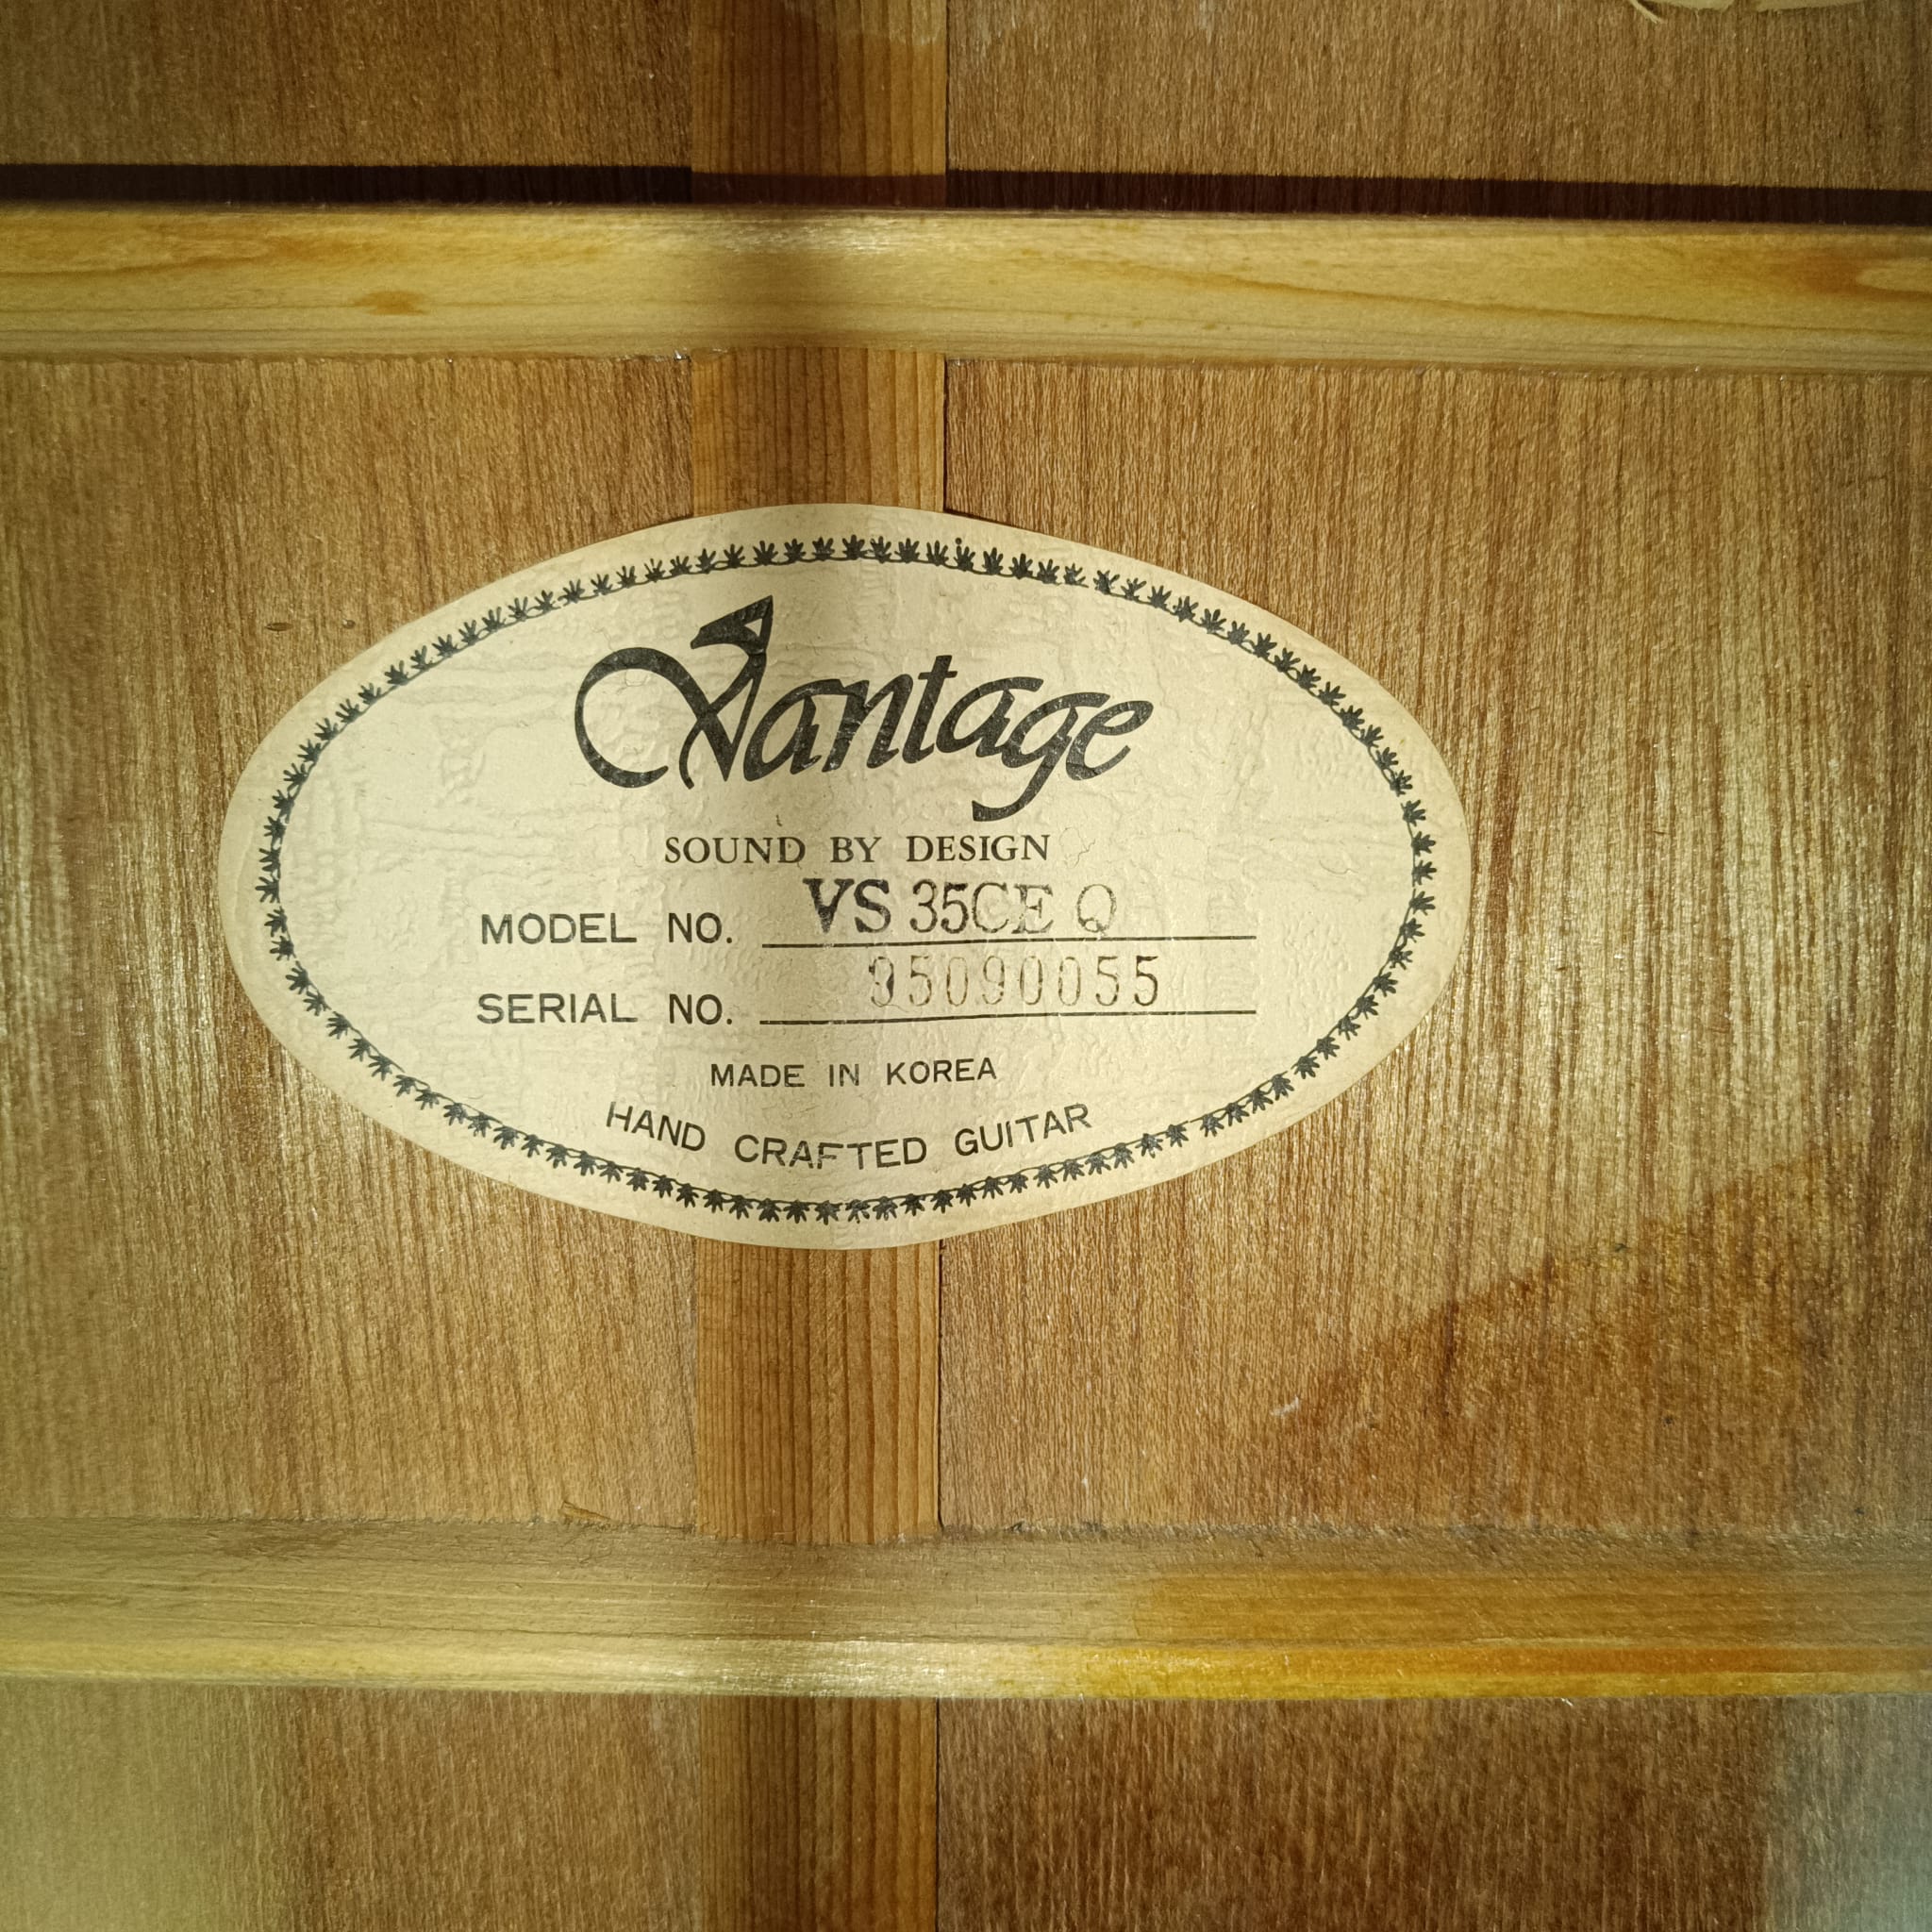 Vantage
SOUND BY DESIGN
MODEL NO. VS 35CE Q
SERIAL NO. 95090055
MADE IN KOREA
HAND CRAFTED GUITAR